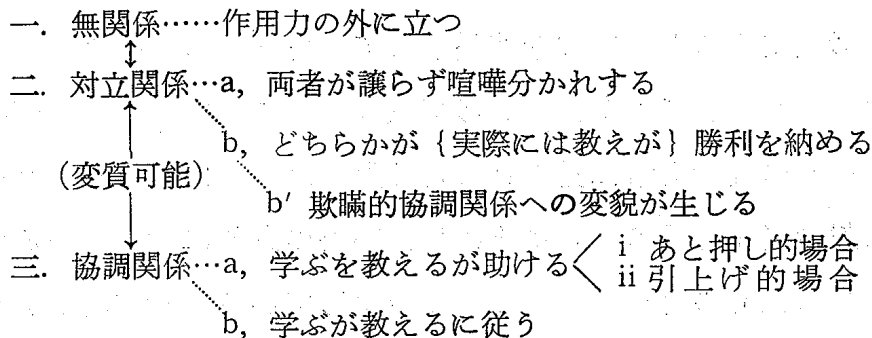 一. 無関係……作用力の外に立つ
二. 対立関係…a, 両者が譲らず喧嘩分かれする
b, どちらかが {実際には教えが} 勝利を納める
(変質可能)
b′ 欺瞞的協調関係への変貌が生じる
三. 協調関係…a, 学ぶを教えるが助ける〈 i あと押し的場合
ii 引上げ的場合
b, 学ぶが教えるに従う